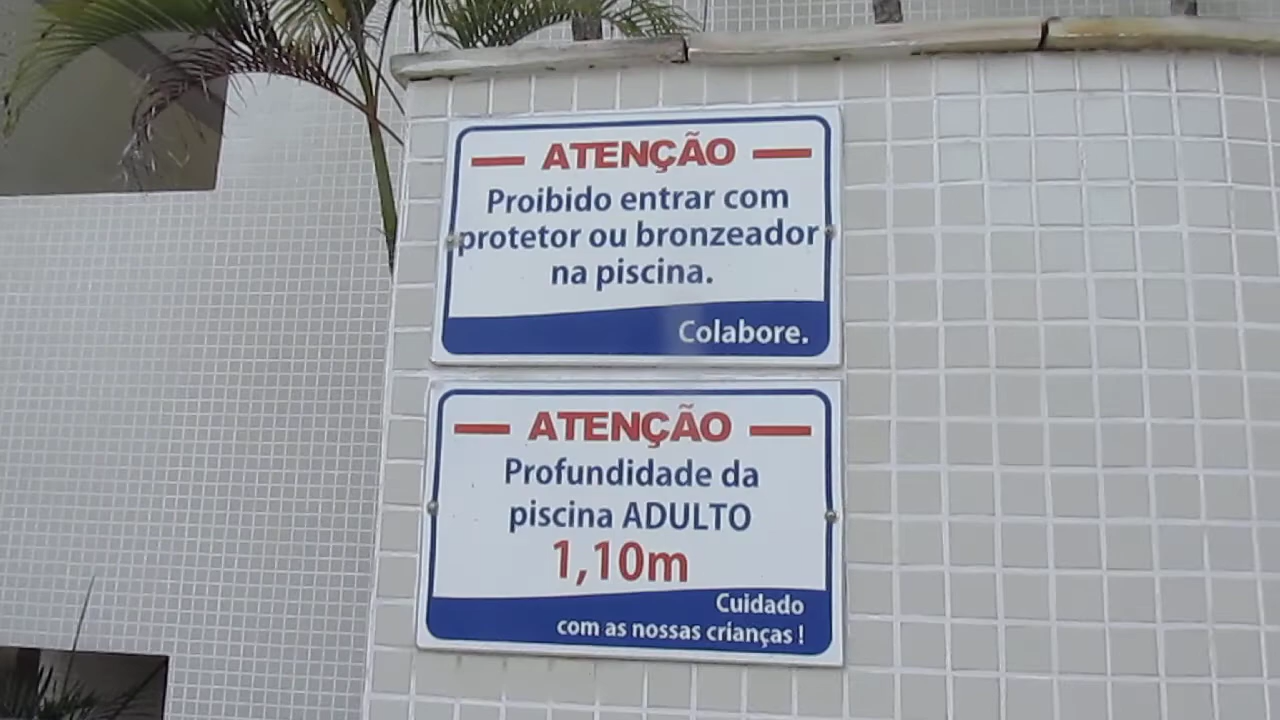 ATENÇÃO
Proibido entrar com
protetor ou bronzeador
na piscina.
Colabore.
ATENÇÃO
Profundidade da
piscina ADULTO
1,10m
Cuidado
com as nossas crianças !